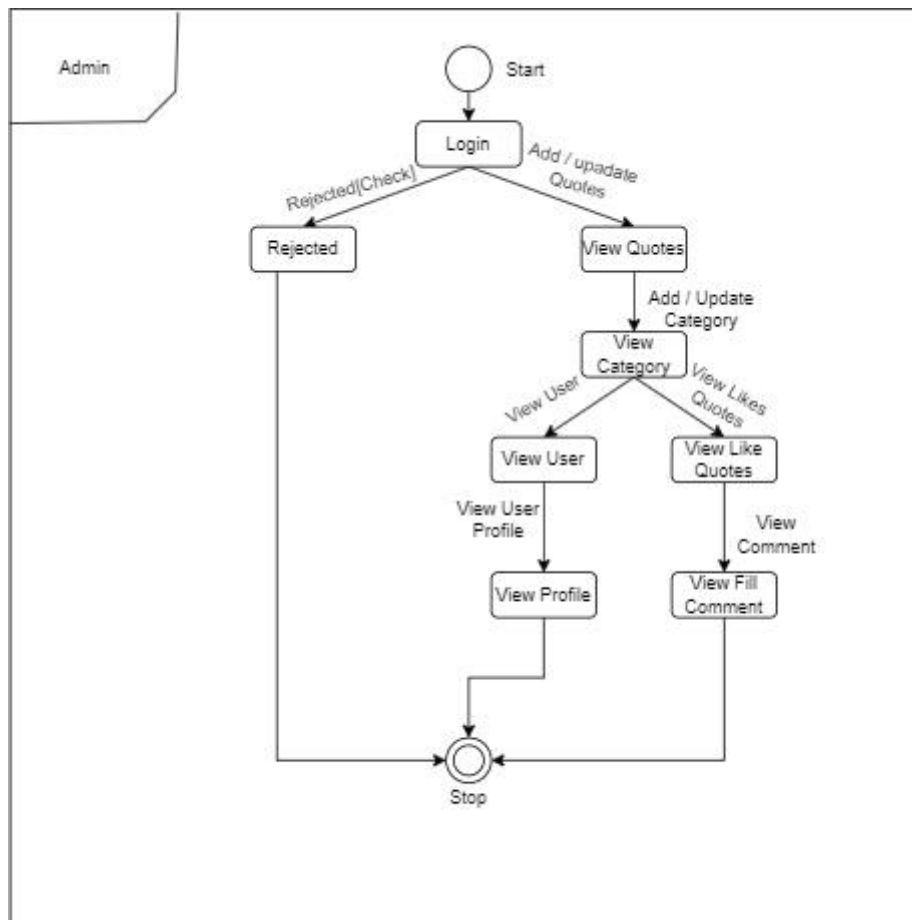 Admin
Start
Login
Add / upadate
Quotes
Rejected[Check]
Rejected
View Quotes
Add / Update
Category
View
Category
View User
View Likes
Quotes
View User
View Like
Quotes
View User
Profile
View
Comment
View Profile
View Fill
Comment
Stop